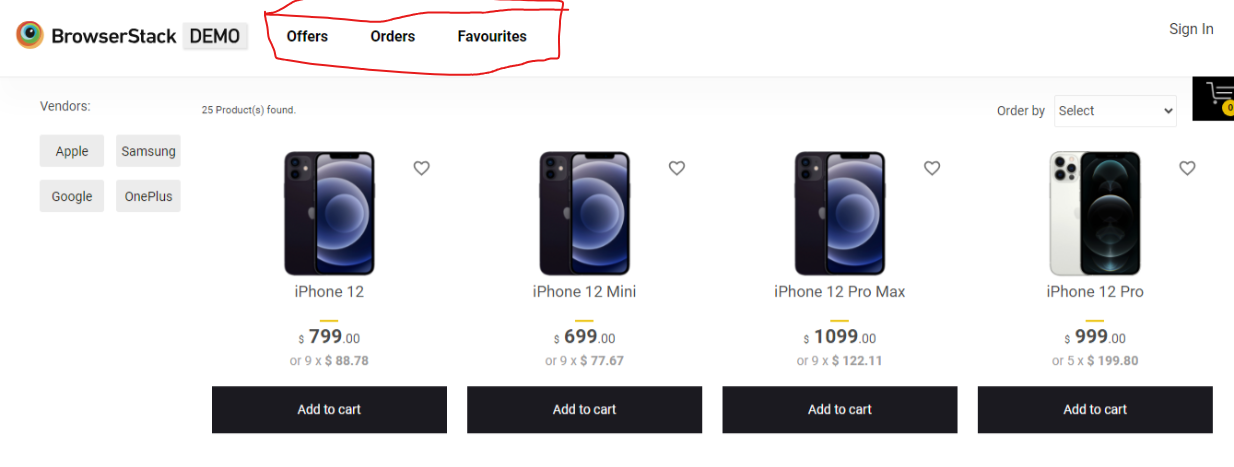 BrowserStack DEMO
Offers Orders Favourites
Sign In
0
Vendors:
25 Product(s) found.
Order by Select
Apple Samsung
Google OnePlus
iPhone 12
$ 799.00
or 9 x $ 88.78
Add to cart
iPhone 12 Mini
$ 699.00
or 9 x $ 77.67
Add to cart
iPhone 12 Pro Max
$ 1099.00
or 9 x $ 122.11
Add to cart
iPhone 12 Pro
$ 999.00
or 5 x $ 199.80
Add to cart